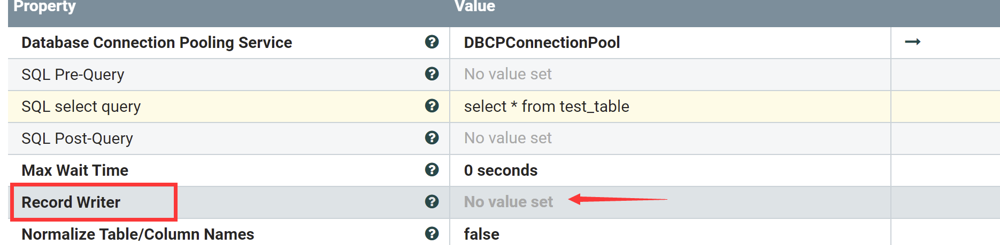 Property Value
Database Connection Pooling Service ? DBCPConnectionPool
SQL Pre-Query ? No value set
SQL select query ? select * from test_table
SQL Post-Query ? No value set
Max Wait Time ? 0 seconds
Record Writer ? No value set
Normalize Table/Column Names ? false